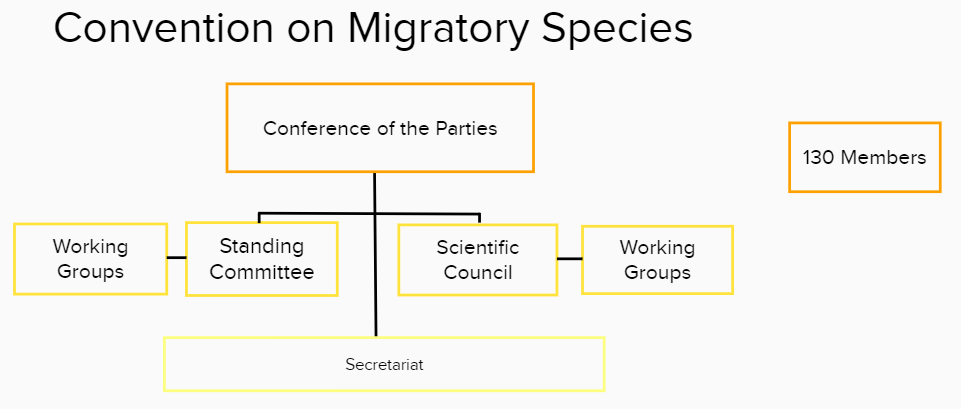 Convention on Migratory Species
Conference of the Parties
130 Members
Working
Groups
Standing
Committee
Scientific
Council
Working
Groups
Secretariat